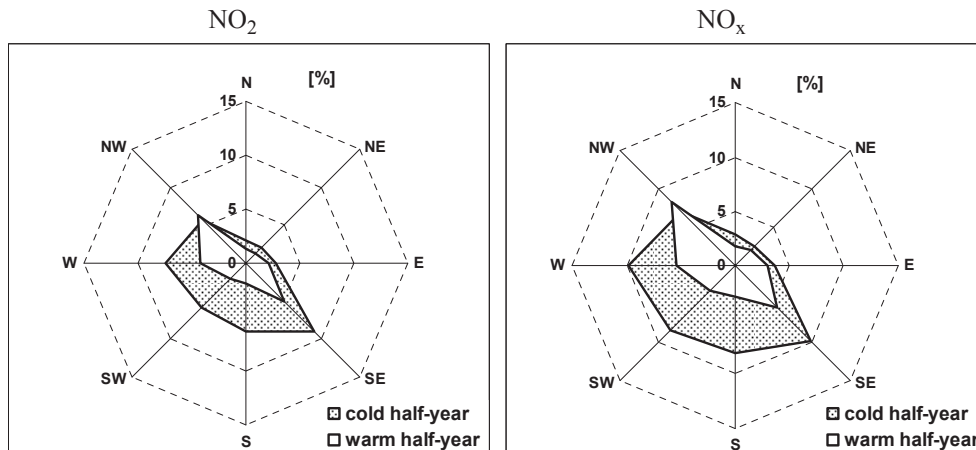 NO2
NOx
N
[%]
15
NW
NE
10
5
W
0
E
SW
SE
S
cold half-year
warm half-year
N
[%]
15
NW
NE
10
5
W
0
E
SW
SE
S
cold half-year
warm half-year